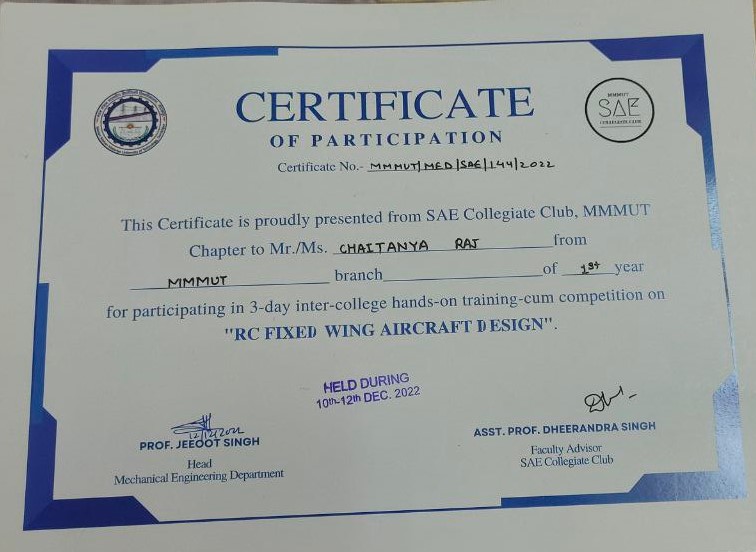 CERTIFICATE
OF PARTICIPATION
MMMUT
SAE
COLLEGIATE CLUB
Certificate No.- MMMUT/MED/SAE/144/2022
This Certificate is proudly presented from SAE Collegiate Club, MMMUT
Chapter to Mr./Ms. CHAITANYA RAJ from
MMMUT branch of 1st year
for participating in 3-day inter-college hands-on training-cum competition on
"RC FIXED WING AIRCRAFT DESIGN".
HELD DURING
10th-12th DEC. 2022
12/12/2022
PROF. JEEOOT SINGH
Head
Mechanical Engineering Department
ASST. PROF. DHEERANDRA SINGH
Faculty Advisor
SAE Collegiate Club